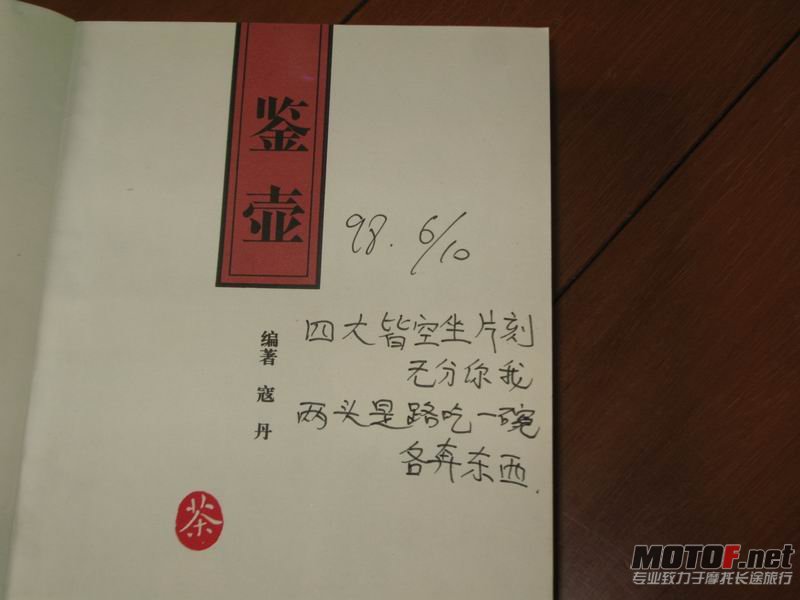 鉴壶
编著 寇丹
茶
98. 6/10
四大皆空坐片刻
无分你我
两头是路吃一碗
各奔东西.
MOTOF.net
专业致力于摩托长途旅行